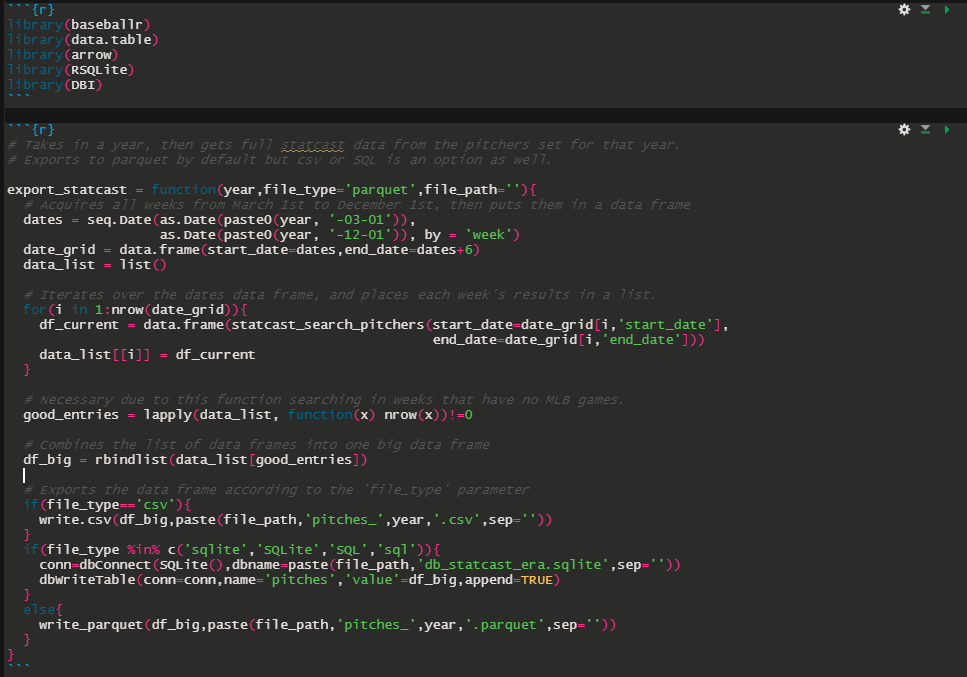 ```{r}
library(baseballr)
library(data.table)
library(arrow)
library(RSQLite)
library(DBI)
```
```{r}
# Takes in a year, then gets full statcast data from the pitchers set for that year.
# Exports to parquet by default but csv or SQL is an option as well.
export_statcast = function(year,file_type='parquet',file_path=''){
  # Acquires all weeks from March 1st to December 1st, then puts them in a data frame
  dates = seq.Date(as.Date(paste0(year, '-03-01')),
                   as.Date(paste0(year, '-12-01')), by = 'week')
  date_grid = data.frame(start_date=dates,end_date=dates+6)
  data_list = list()
  # Iterates over the dates data frame, and places each week's results in a list.
  for(i in 1:nrow(date_grid)){
    df_current = data.frame(statcast_search_pitchers(start_date=date_grid[i,'start_date'],
                                                     end_date=date_grid[i,'end_date']))
    data_list[[i]] = df_current
  }
  # Necessary due to this function searching in weeks that have no MLB games.
  good_entries = lapply(data_list, function(x) nrow(x))!=0
  # Combines the list of data frames into one big data frame
  df_big = rbindlist(data_list[good_entries])
  # Exports the data frame according to the 'file_type' parameter
  if(file_type=='csv'){
    write.csv(df_big,paste(file_path,'pitches_',year,'.csv',sep=''))
  }
  if(file_type %in% c('sqlite','SQLite','SQL','sql')){
    conn=dbConnect(SQLite(),dbname=paste(file_path,'db_statcast_era.sqlite',sep=''))
    dbWriteTable(conn=conn,name='pitches','value'=df_big,append=TRUE)
  }
  else{
    write_parquet(df_big,paste(file_path,'pitches_',year,'.parquet',sep=''))
  }
}
```